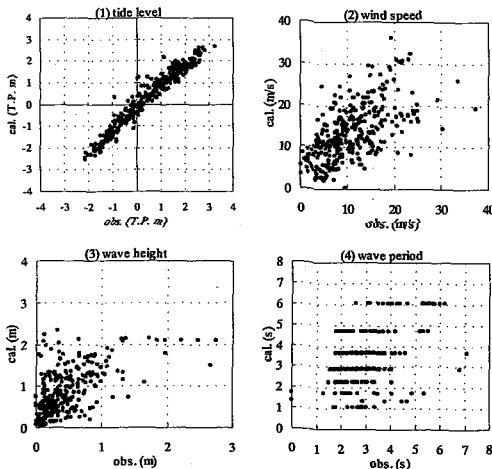 (1) tide level
cal. (T.P. m)
4
3
2
1
0
-1
-2
-3
-4
-4 -3 -2 -1 0 1 2 3 4
obs. (T.P. m)
(2) wind speed
cal. (m/s)
40
30
20
10
0
0 10 20 30 40
obs. (m/s)
(3) wave height
cal. (m)
4
3
2
1
0
0 1 2 3
obs. (m)
(4) wave period
cal. (s)
8
7
6
5
4
3
2
1
0
0 1 2 3 4 5 6 7 8
obs. (s)